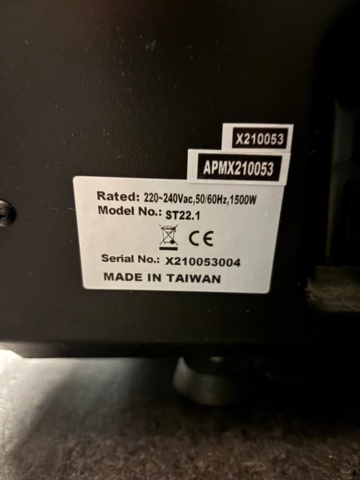 X210053
APMX210053
Rated: 220~240Vac,50/60Hz,1500W
Model No.: ST22.1
CE
Serial No.: X210053004
MADE IN TAIWAN